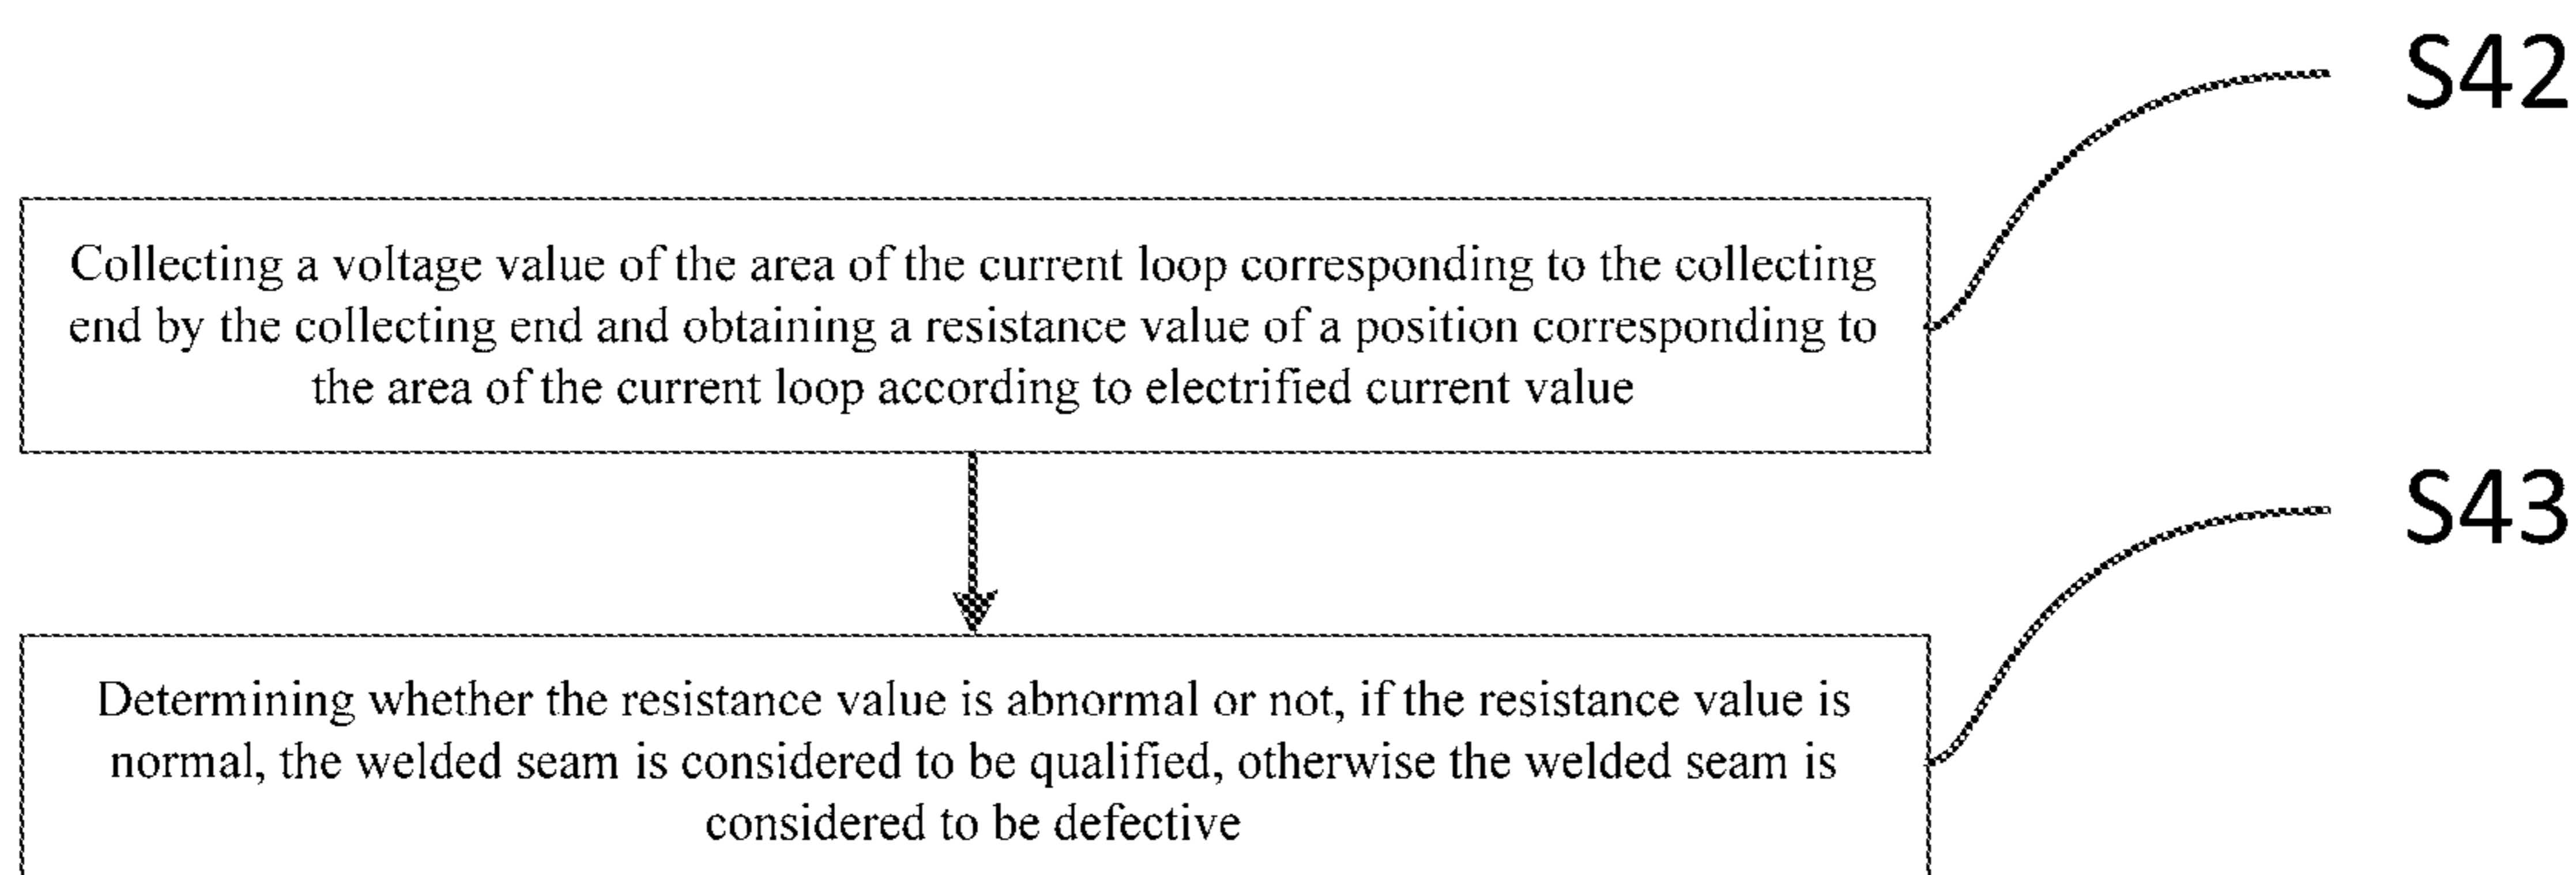 S42
Collecting a voltage value of the area of the current loop corresponding to the collecting
end by the collecting end and obtaining a resistance value of a position corresponding to
the area of the current loop according to electrified current value
S43
Determining whether the resistance value is abnormal or not, if the resistance value is
normal, the welded seam is considered to be qualified, otherwise the welded seam is
considered to be defective